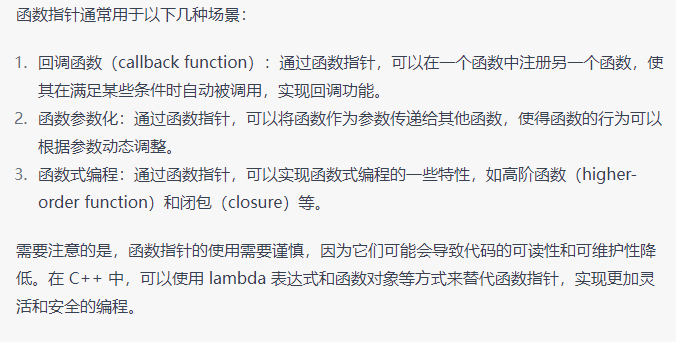 函数指针通常用于以下几种场景：
1. 回调函数（callback function）：通过函数指针，可以在一个函数中注册另一个函数，使
其在满足某些条件时自动被调用，实现回调功能。
2. 函数参数化：通过函数指针，可以将函数作为参数传递给其他函数，使得函数的行为可以
根据参数动态调整。
3. 函数式编程：通过函数指针，可以实现函数式编程的一些特性，如高阶函数（higher-
order function）和闭包（closure）等。
需要注意的是，函数指针的使用需要谨慎，因为它们可能会导致代码的可读性和可维护性降
低。在 C++ 中，可以使用 lambda 表达式和函数对象等方式来替代函数指针，实现更加灵
活和安全的编程。